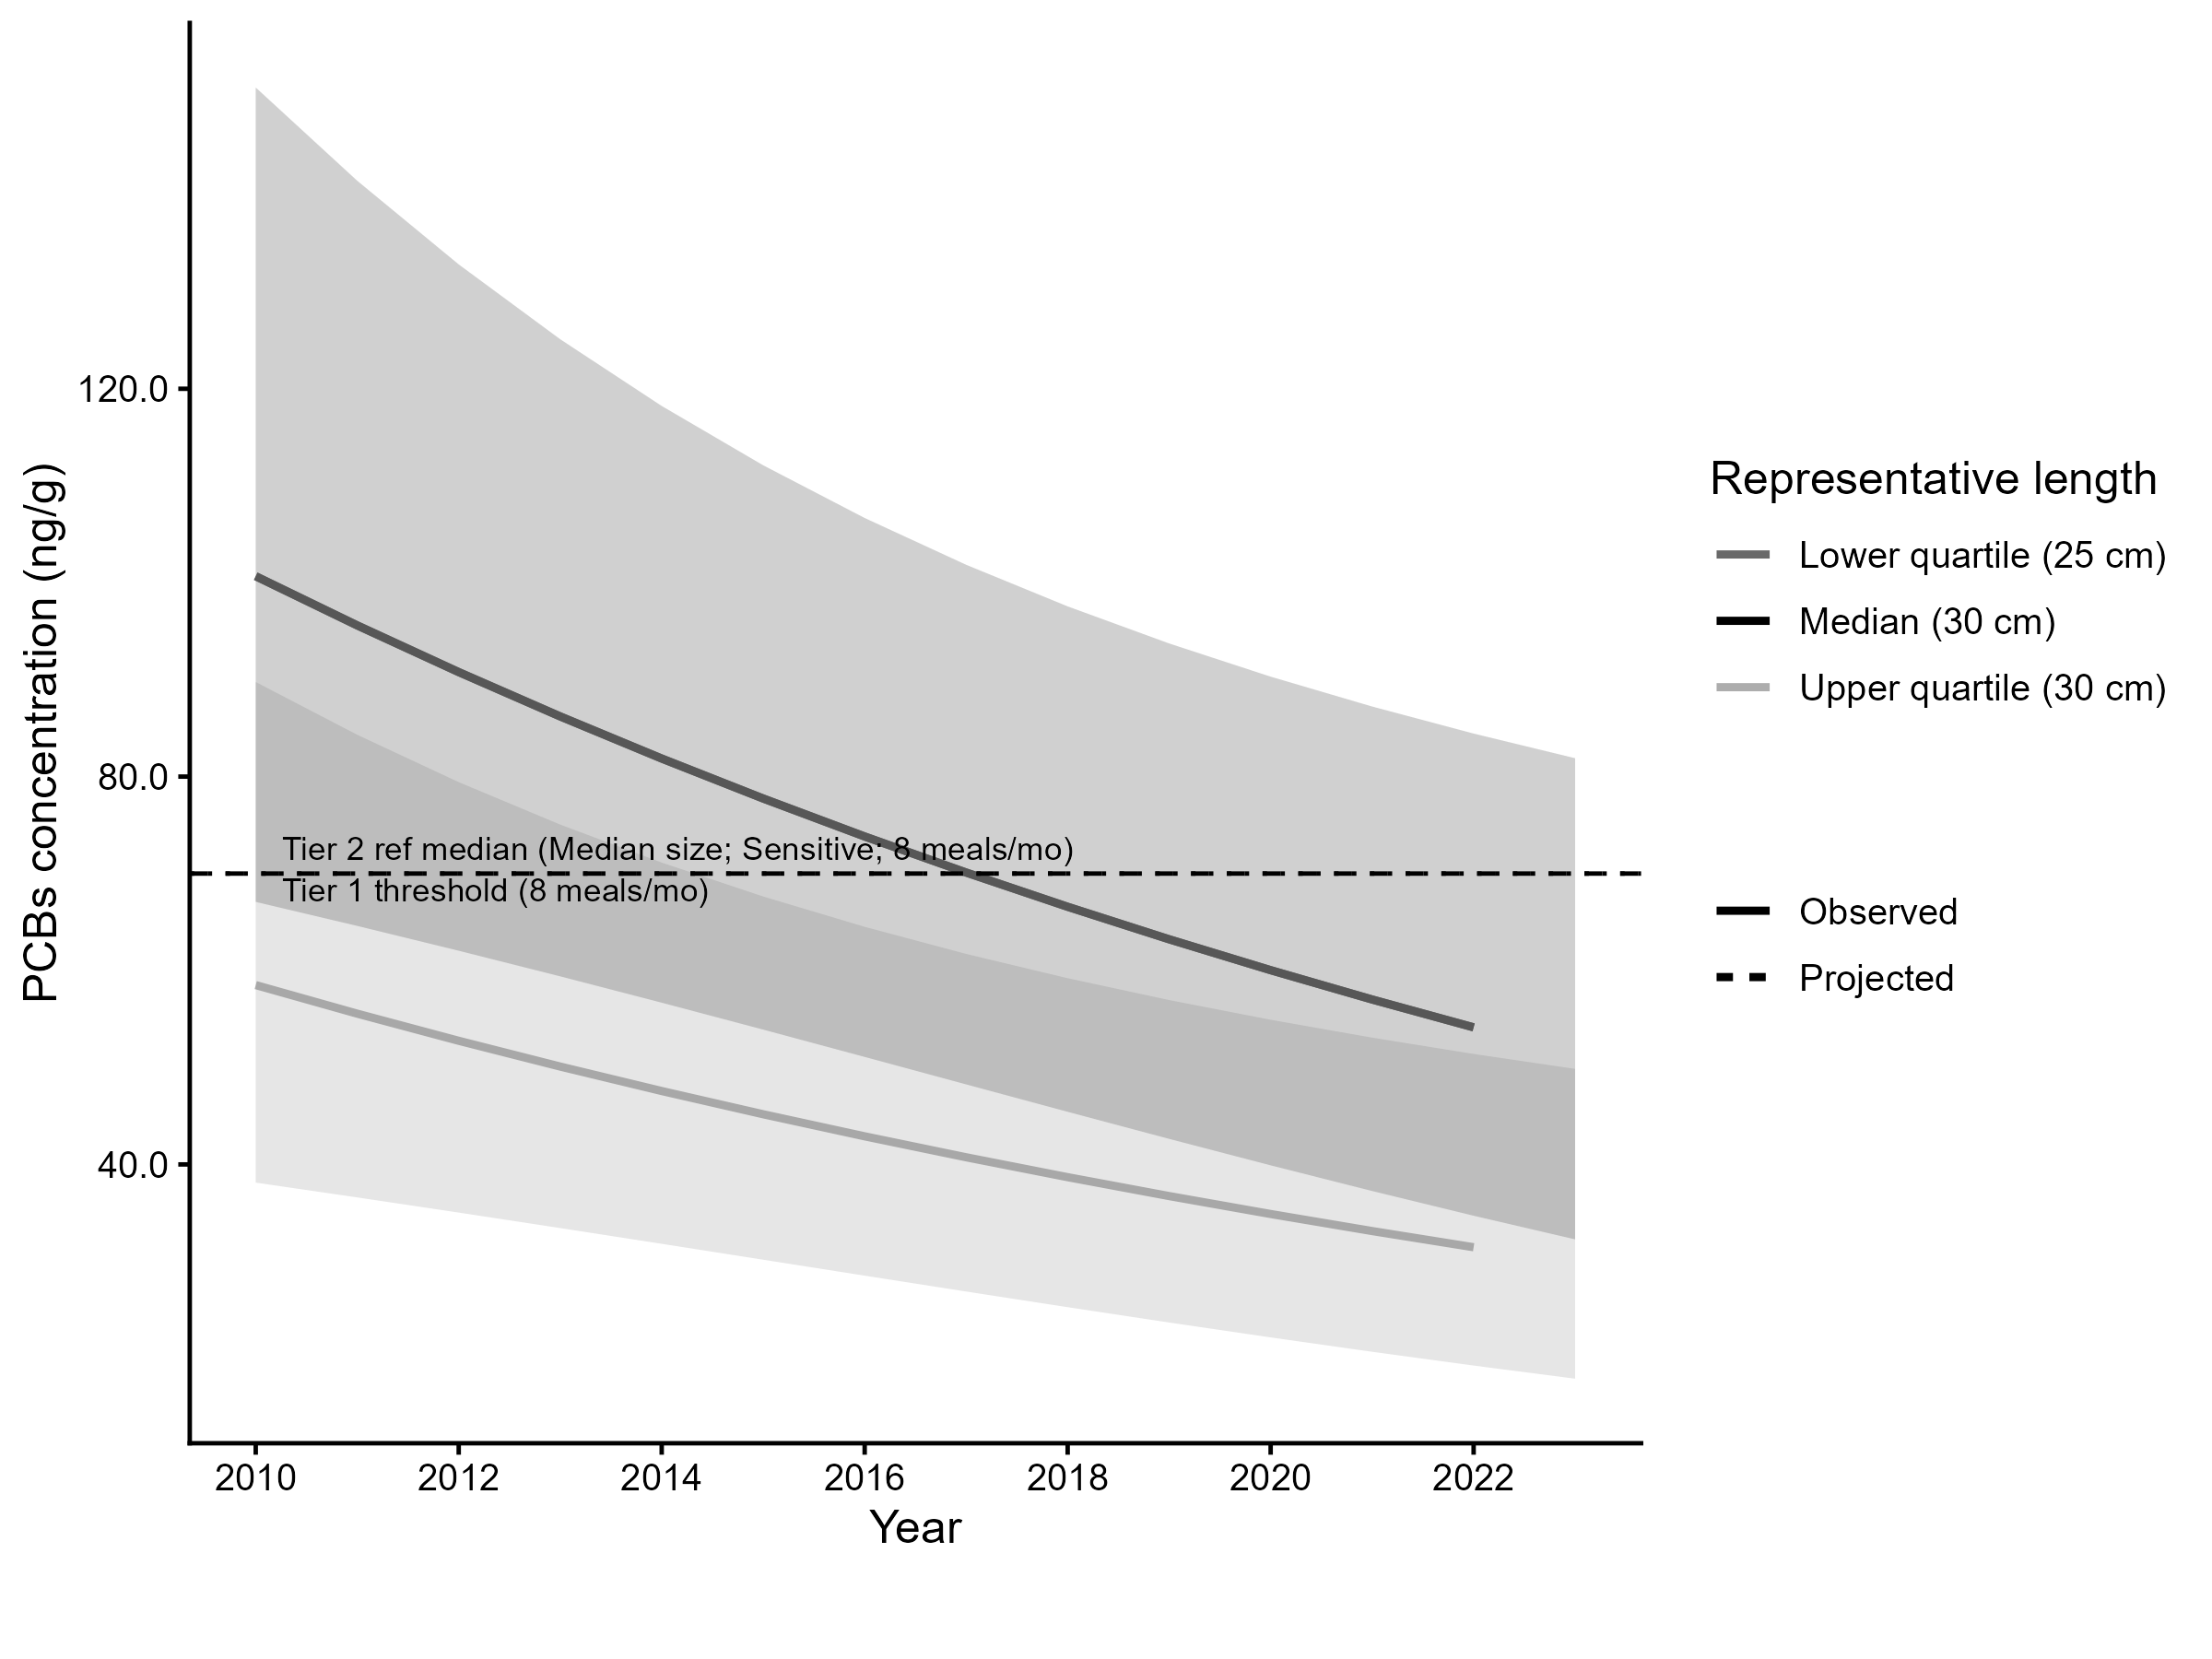 PCBs concentration (ng/g)
120.0
80.0
40.0
Tier 2 ref median (Median size; Sensitive; 8 meals/mo)
Tier 1 threshold (8 meals/mo)
2010 2012 2014 2016 2018 2020 2022
Year
Representative length
Lower quartile (25 cm)
Median (30 cm)
Upper quartile (30 cm)
Observed
Projected